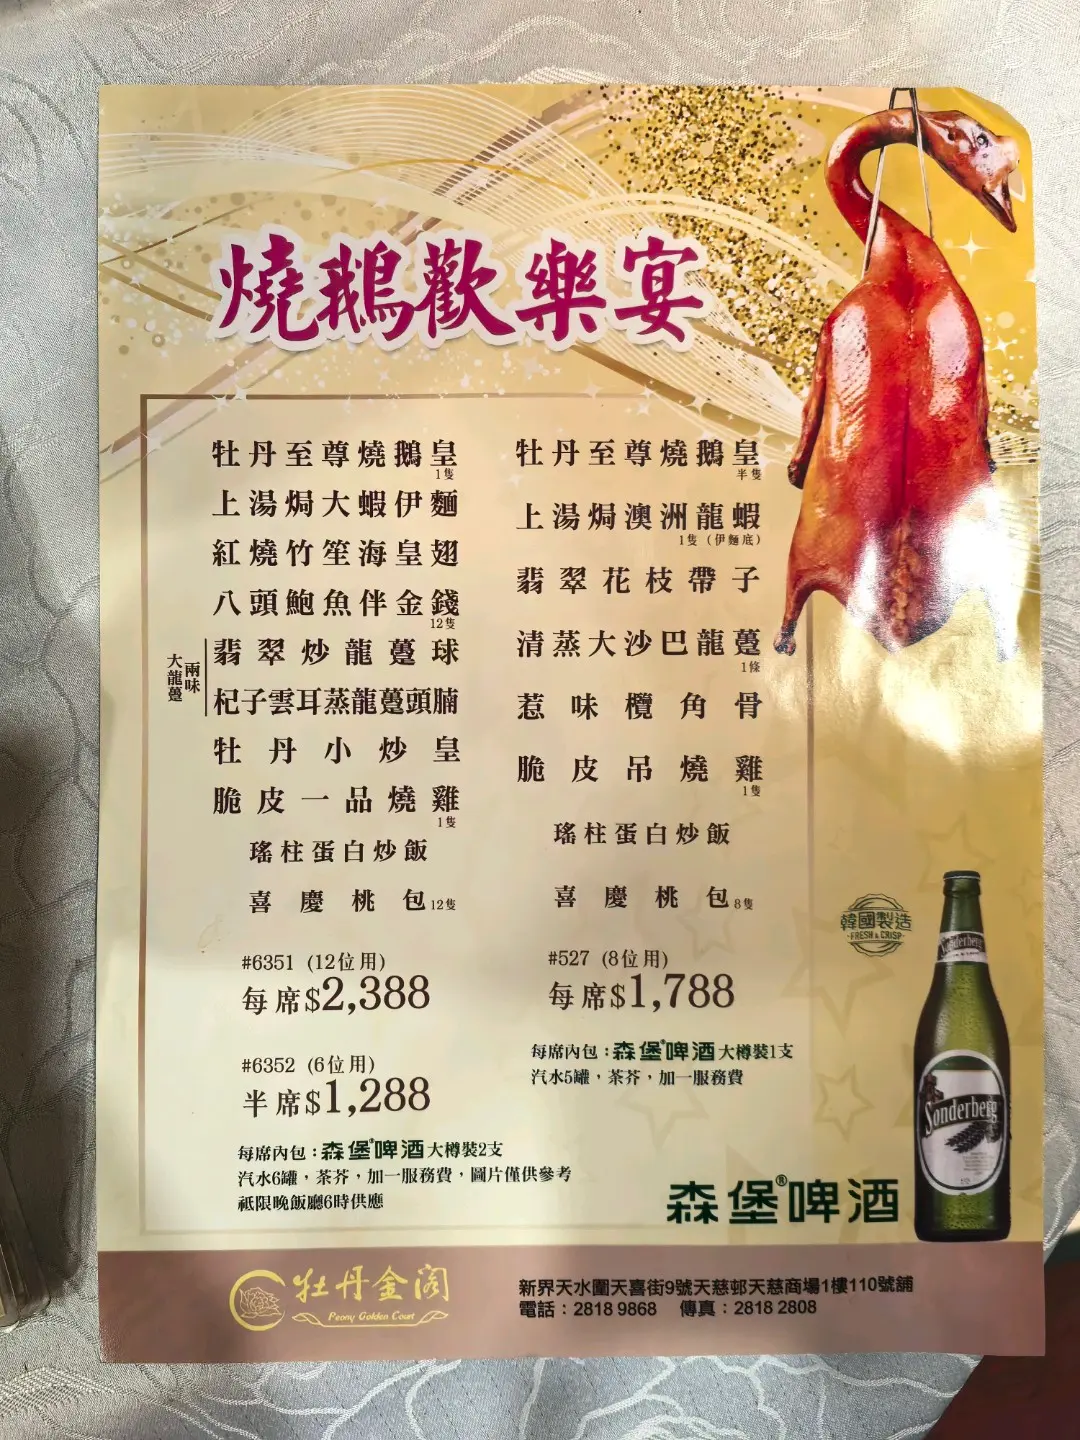 燒鵝歡樂宴
牡丹至尊燒鵝皇
1隻
上湯焗大蝦伊麵
紅燒竹笙海皇翅
八頭鮑魚伴金錢
12隻
大龍躉
兩味
翡翠炒龍躉球
杞子雲耳蒸龍躉頭腩
牡丹小炒皇
脆皮一品燒雞
1隻
瑤柱蛋白炒飯
喜慶桃包12隻
#6351 (12位用)
每席$2,388
#6352 (6位用)
半席$1,288
每席內包：森堡®啤酒大樽裝2支
汽水6罐，茶芥，加一服務費，圖片僅供參考
祗限晚飯廳6時供應
牡丹至尊燒鵝皇
半隻
上湯焗澳洲龍蝦
1隻（伊麵底）
翡翠花枝帶子
清蒸大沙巴龍躉
1條
惹味欖角骨
脆皮吊燒雞
1隻
瑤柱蛋白炒飯
喜慶桃包8隻
#527 (8位用)
每席$1,788
每席內包：森堡®啤酒大樽裝1支
汽水5罐，茶芥，加一服務費
韓國製造
-FRESH & CRISP-
Sonderberg
Sonderberg
森堡®啤酒
牡丹金阁
Peony Golden Court
新界天水圍天喜街9號天慈邨天慈商場1樓110號舖
電話：2818 9868 傳真：2818 2808